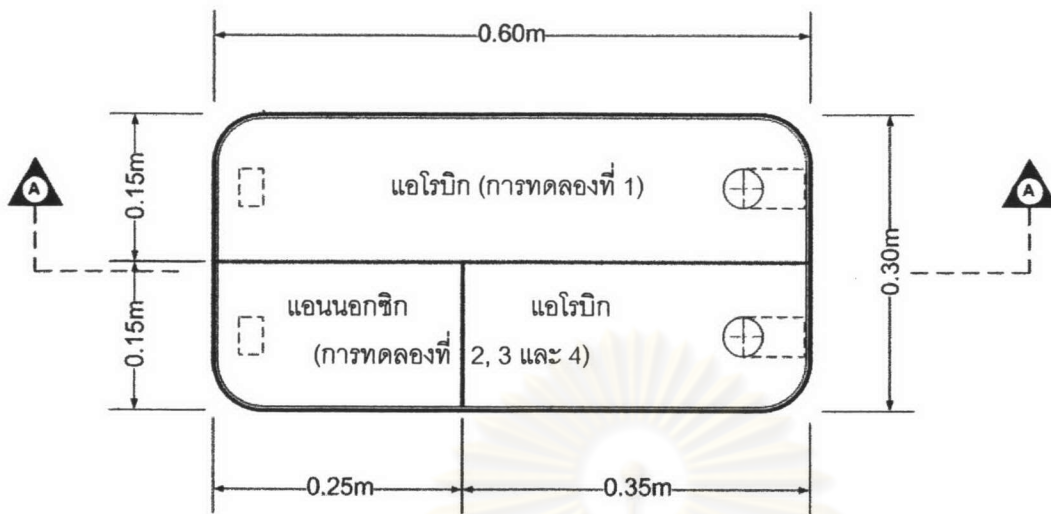 0.60m
A
0.15m
แอโรบิก (การทดลองที่ 1)
A
0.30m
0.15m
แอนนอกซิก
แอโรบิก
(การทดลองที่ 2, 3 และ 4)
0.25m
0.35m